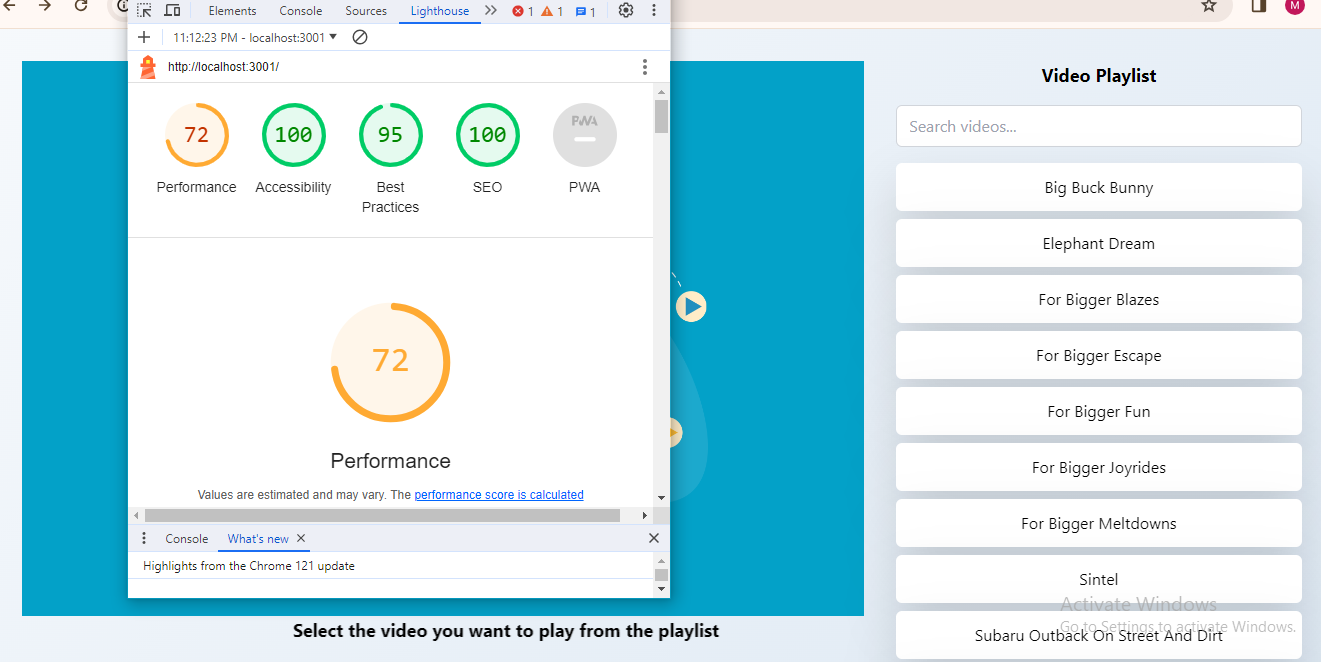 Elements Console Sources Lighthouse 1 1 1
11:12:23 PM - localhost:3001
http://localhost:3001/
72 100 95 100 PWA
Performance Accessibility Best Practices SEO PWA
72
Performance
Values are estimated and may vary. The performance score is calculated
Console What's new
Highlights from the Chrome 121 update
Select the video you want to play from the playlist
M
Video Playlist
Search videos...
Big Buck Bunny
Elephant Dream
For Bigger Blazes
For Bigger Escape
For Bigger Fun
For Bigger Joyrides
For Bigger Meltdowns
Sintel
Activate Windows
Go to Settings to activate Windows.
Subaru Outback On Street And Dirt